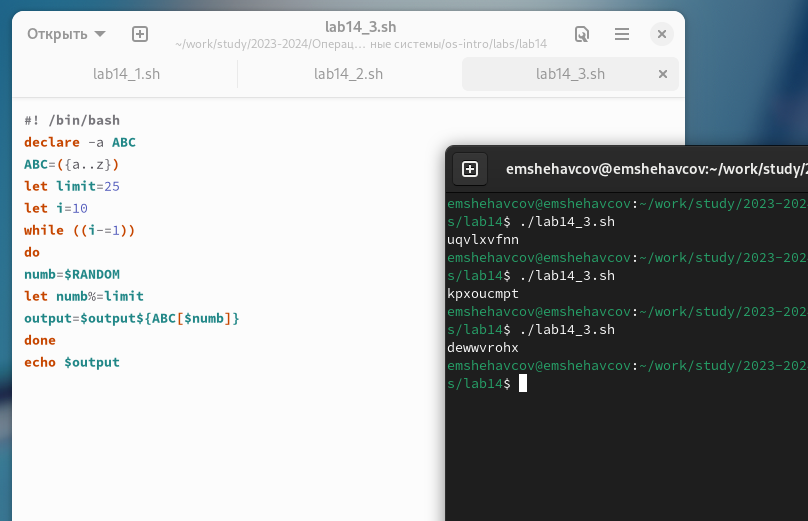 Открыть
lab14_3.sh
~/work/study/2023-2024/Операц… ные системы/os-intro/labs/lab14
lab14_1.sh
lab14_2.sh
lab14_3.sh
#! /bin/bash
declare -a ABC
ABC=({a..z})
let limit=25
let i=10
while ((i-=1))
do
numb=$RANDOM
let numb%=limit
output=$output${ABC[$numb]}
done
echo $output
emshehavcov@emshehavcov:~/work/study/2
emshehavcov@emshehavcov:~/work/study/2023-202
s/lab14$ ./lab14_3.sh
uqvlxvfnn
emshehavcov@emshehavcov:~/work/study/2023-202
s/lab14$ ./lab14_3.sh
kpxoucmpt
emshehavcov@emshehavcov:~/work/study/2023-202
s/lab14$ ./lab14_3.sh
dewwvrohx
emshehavcov@emshehavcov:~/work/study/2023-202
s/lab14$